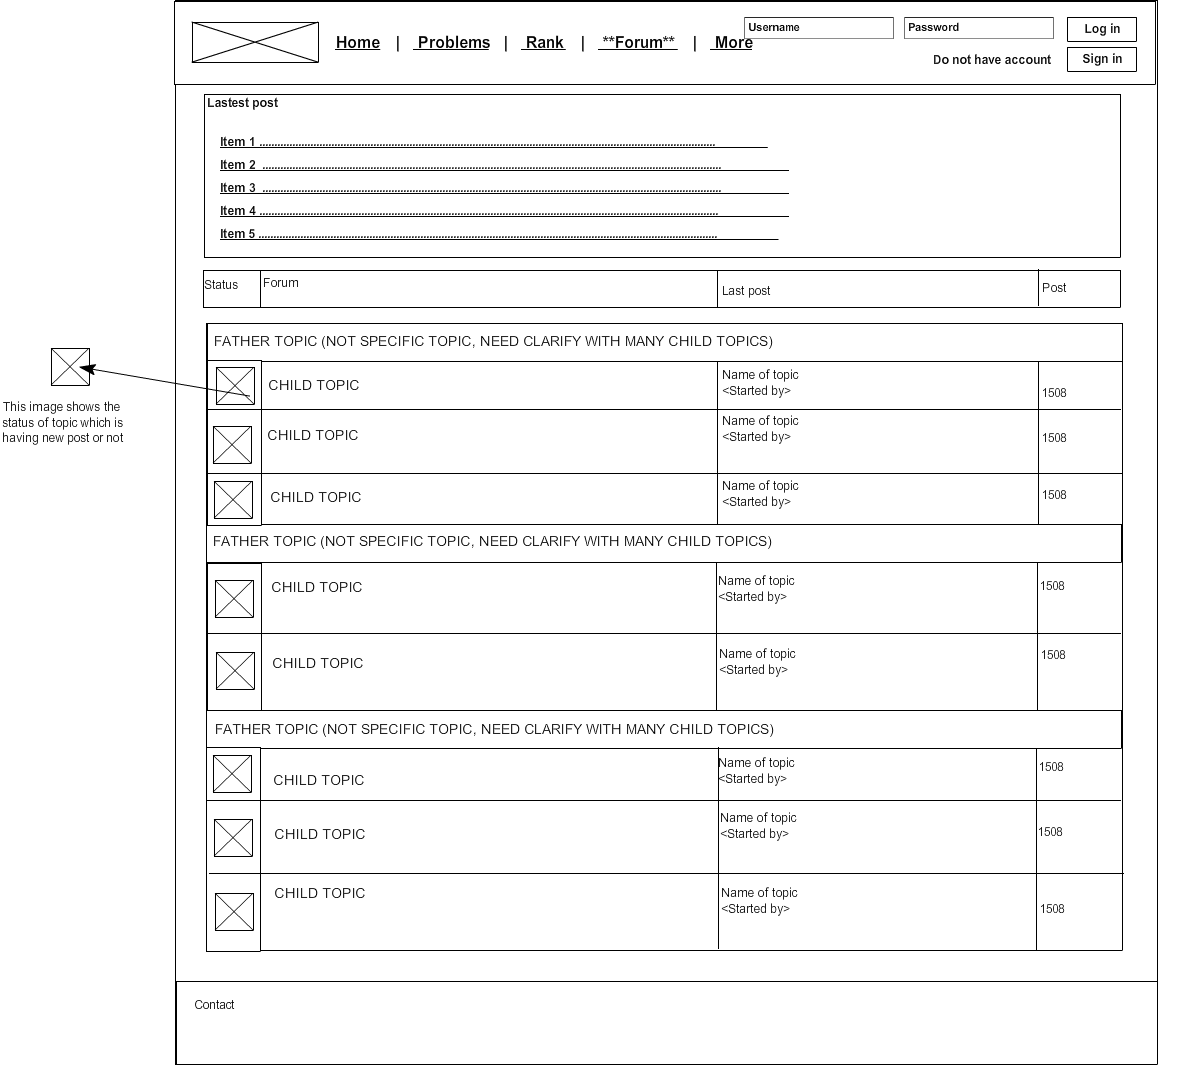 Home | Problems | Rank | **Forum** | More
Username
Password
Log in
Do not have account
Sign in
Lastest post
Item 1 ........................................................................................................................................................
Item 2 ........................................................................................................................................................
Item 3 ........................................................................................................................................................
Item 4 ........................................................................................................................................................
Item 5 ........................................................................................................................................................
Status
Forum
Last post
Post
This image shows the
status of topic which is
having new post or not
FATHER TOPIC (NOT SPECIFIC TOPIC, NEED CLARIFY WITH MANY CHILD TOPICS)
CHILD TOPIC
Name of topic
<Started by>
1508
CHILD TOPIC
Name of topic
<Started by>
1508
CHILD TOPIC
Name of topic
<Started by>
1508
FATHER TOPIC (NOT SPECIFIC TOPIC, NEED CLARIFY WITH MANY CHILD TOPICS)
CHILD TOPIC
Name of topic
<Started by>
1508
CHILD TOPIC
Name of topic
<Started by>
1508
FATHER TOPIC (NOT SPECIFIC TOPIC, NEED CLARIFY WITH MANY CHILD TOPICS)
CHILD TOPIC
Name of topic
<Started by>
1508
CHILD TOPIC
Name of topic
<Started by>
1508
CHILD TOPIC
Name of topic
<Started by>
1508
Contact